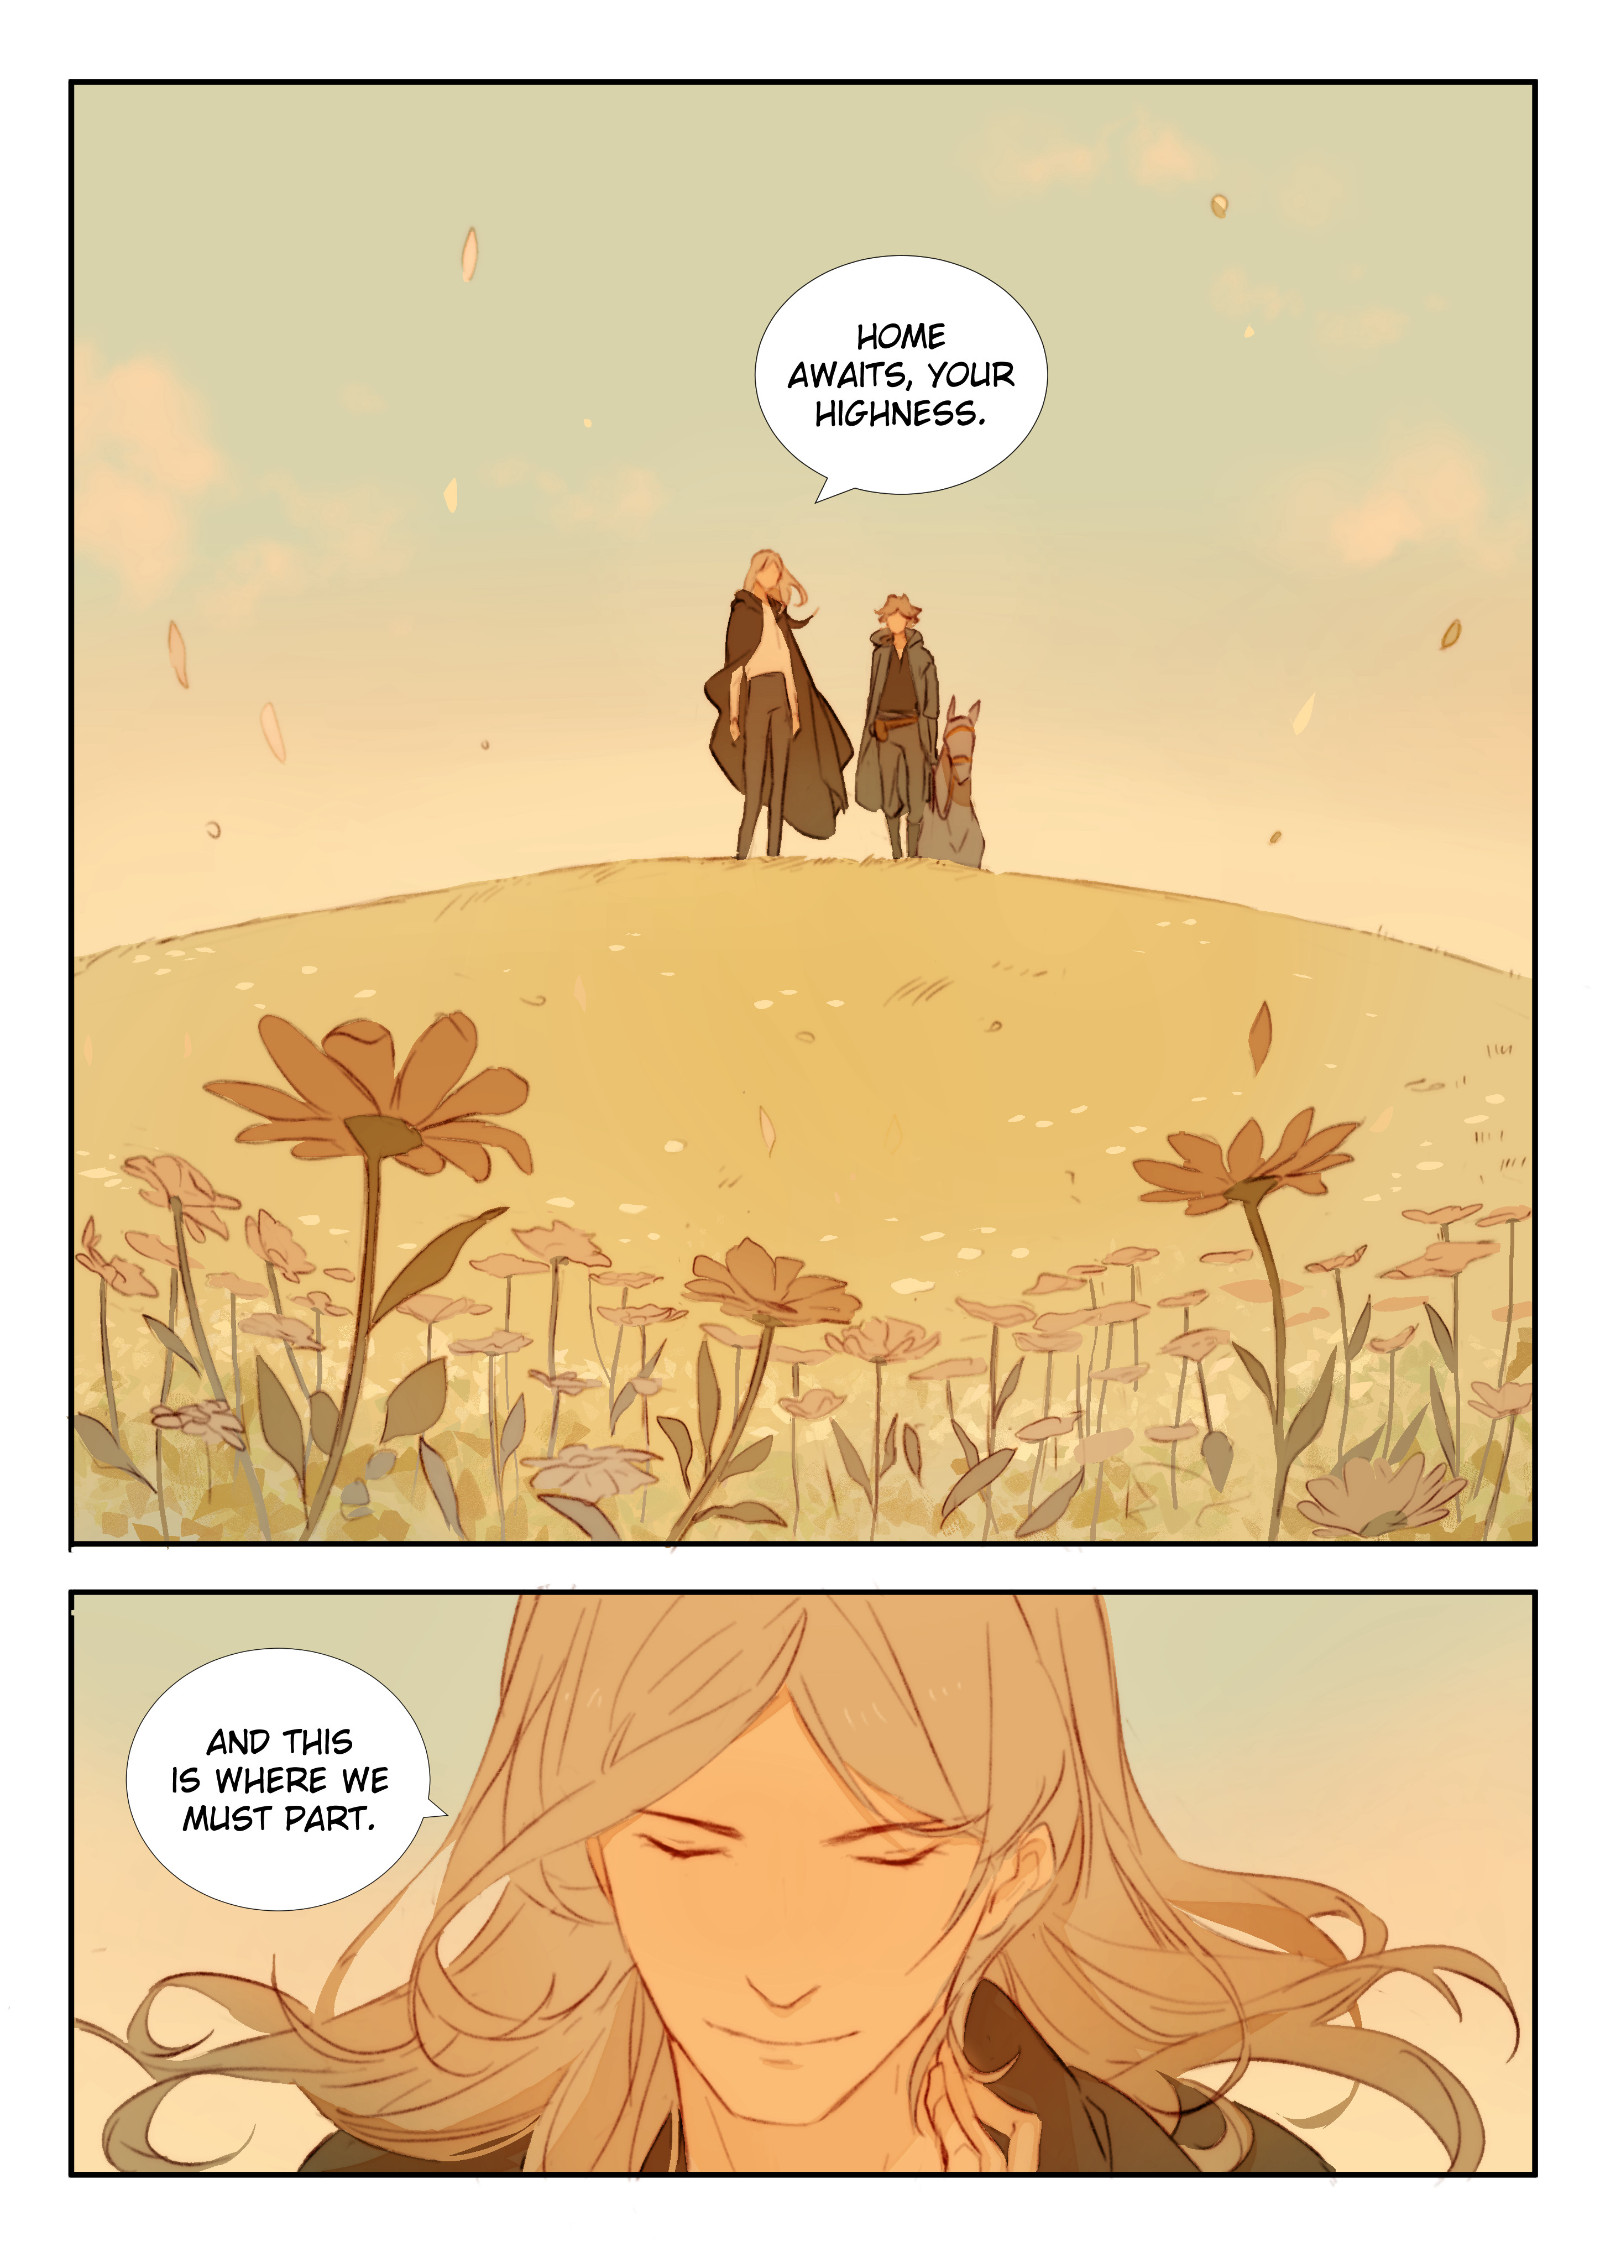 HOME
AWAITS, YOUR
HIGHNESS.
AND THIS
IS WHERE WE
MUST PART.